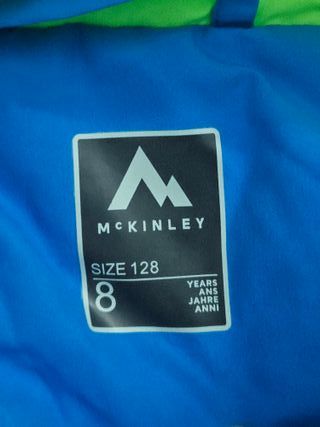 McKINLEY
SIZE 128
8
YEARS
ANS
JAHRE
ANNI